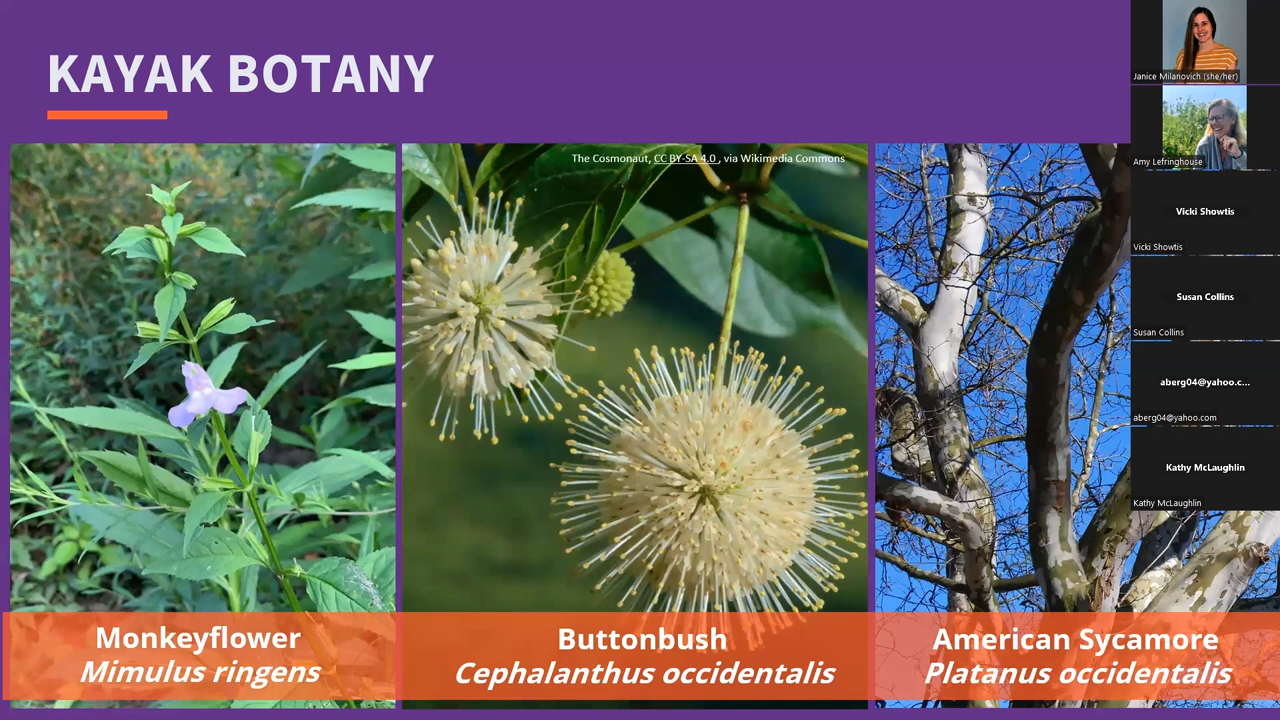 KAYAK BOTANY
The Cosmonaut, CC BY-SA 4.0 , via Wikimedia Commons
Monkeyflower
Mimulus ringens
Buttonbush
Cephalanthus occidentalis
American Sycamore
Platanus occidentalis
Janice Milanovich (she/her)
Amy Lefringhouse
Vicki Showtis
Vicki Showtis
Susan Collins
Susan Collins
aberg04@yahoo.c...
aberg04@yahoo.com
Kathy McLaughlin
Kathy McLaughlin